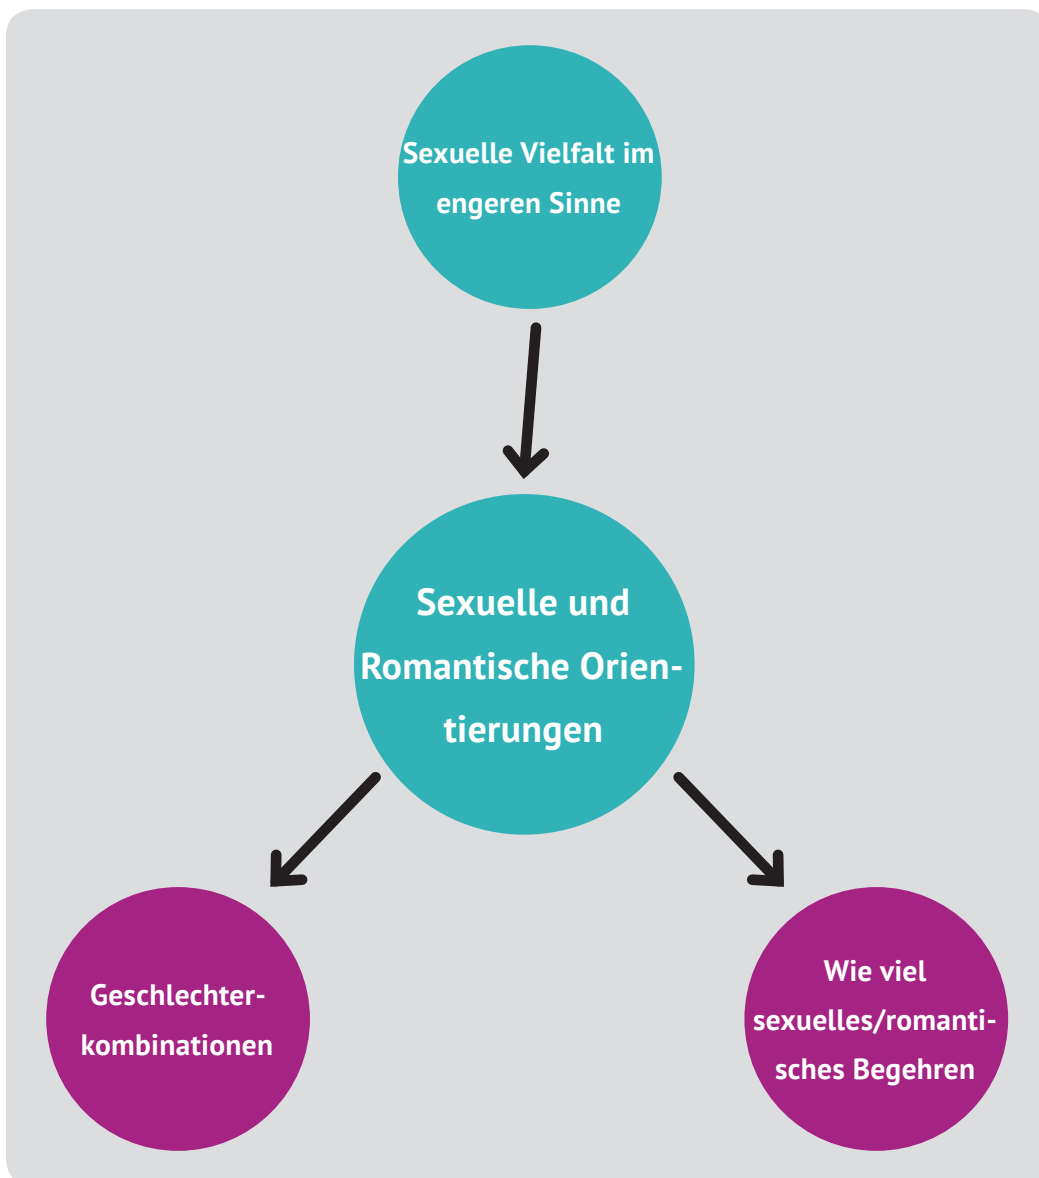 Sexuelle Vielfalt im
engeren Sinne
Sexuelle und
Romantische Orien-
tierungen
Geschlechter-
kombinationen
Wie viel
sexuelles/romanti-
sches Begehren